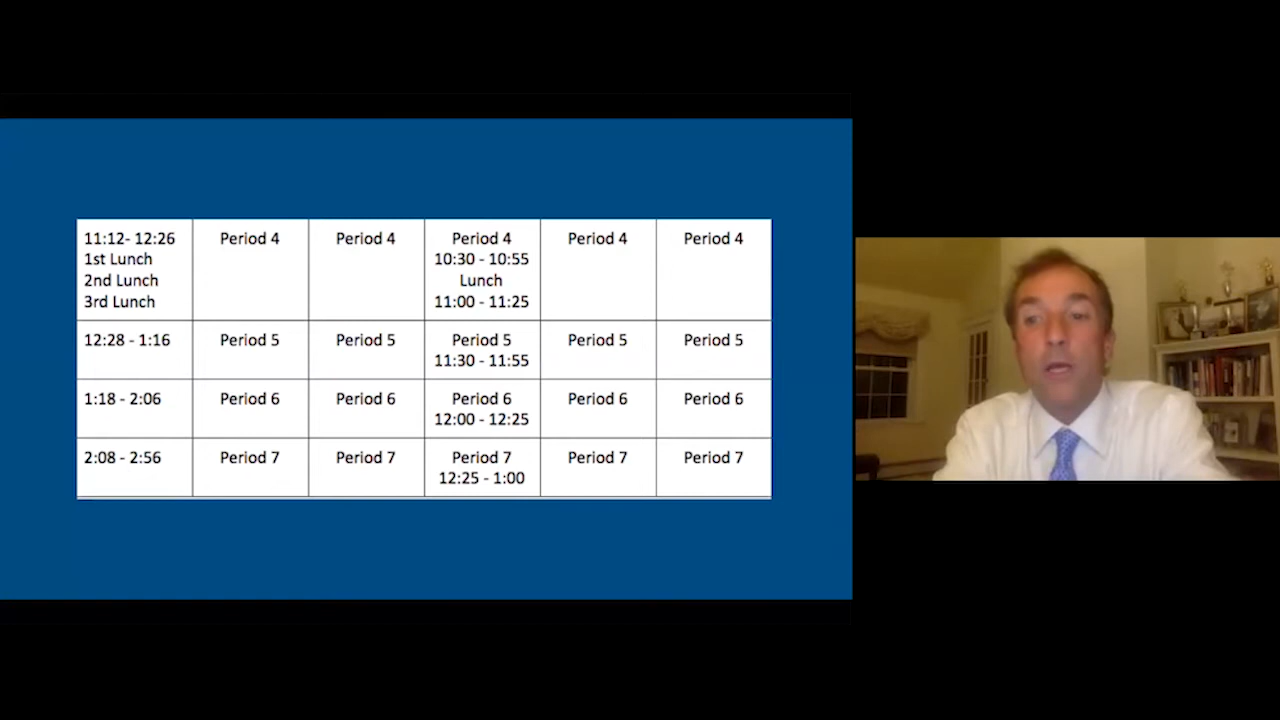 11:12- 12:26
1st Lunch
2nd Lunch
3rd Lunch
Period 4
Period 4
Period 4
10:30 - 10:55
Lunch
11:00 - 11:25
Period 4
Period 4
12:28 - 1:16
Period 5
Period 5
Period 5
11:30 - 11:55
Period 5
Period 5
1:18 - 2:06
Period 6
Period 6
Period 6
12:00 - 12:25
Period 6
Period 6
2:08 - 2:56
Period 7
Period 7
Period 7
12:25 - 1:00
Period 7
Period 7